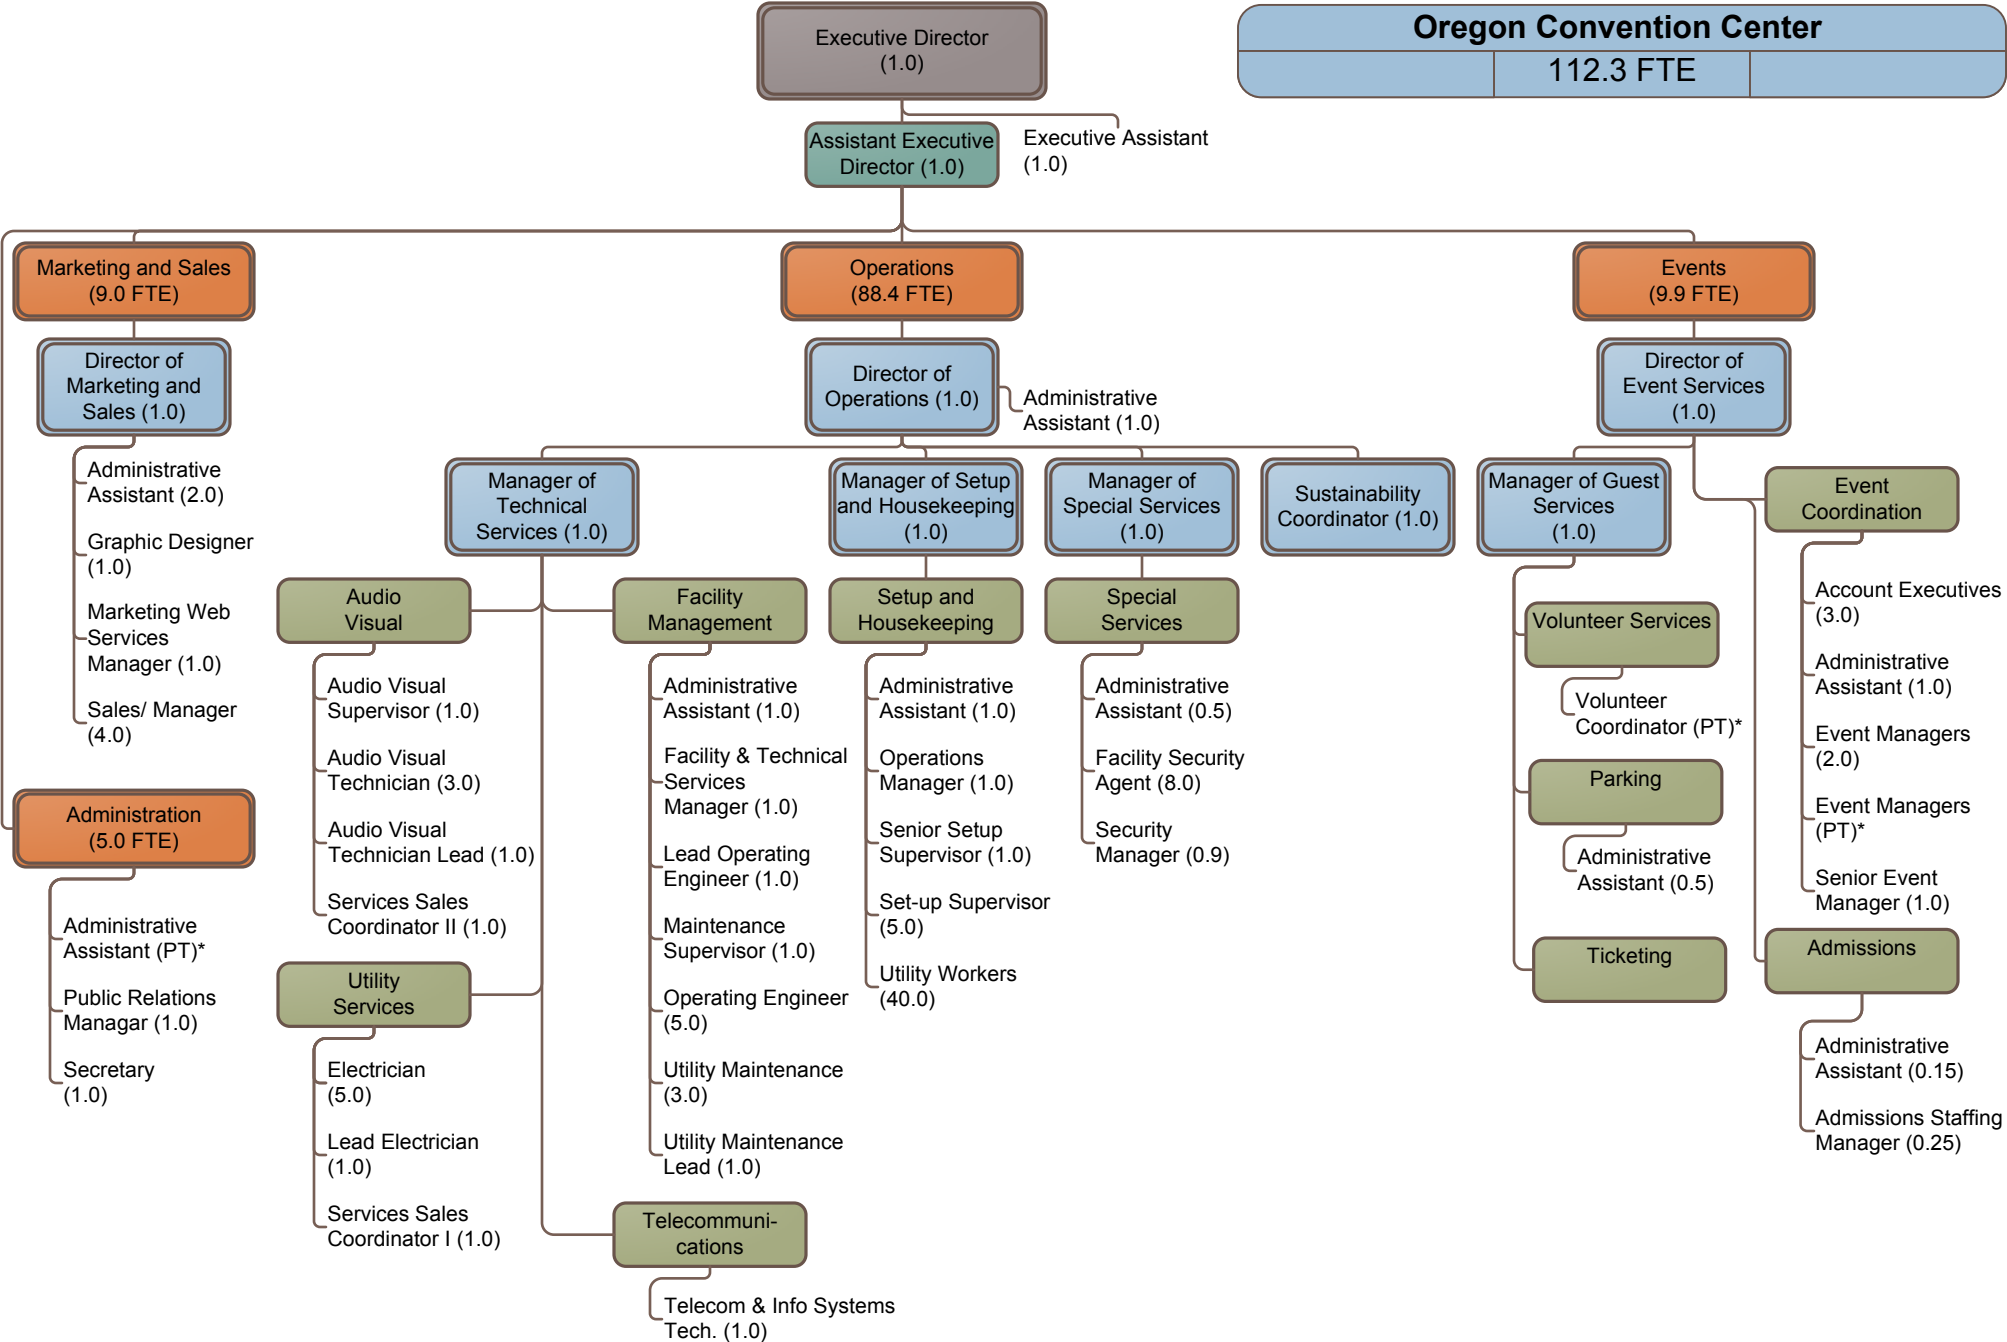 Executive Director
(1.0)
Oregon Convention Center
112.3 FTE
Assistant Executive
Director (1.0)
Executive Assistant
(1.0)
Marketing and Sales
(9.0 FTE)
Director of
Marketing and
Sales (1.0)
Administrative
Assistant (2.0)
Graphic Designer
(1.0)
Marketing Web
Services
Manager (1.0)
Sales/ Manager
(4.0)
Administration
(5.0 FTE)
Administrative
Assistant (PT)*
Public Relations
Managar (1.0)
Secretary
(1.0)
Operations
(88.4 FTE)
Director of
Operations (1.0)
Administrative
Assistant (1.0)
Manager of
Technical
Services (1.0)
Audio
Visual
Audio Visual
Supervisor (1.0)
Audio Visual
Technician (3.0)
Audio Visual
Technician Lead (1.0)
Services Sales
Coordinator II (1.0)
Utility
Services
Electrician
(5.0)
Lead Electrician
(1.0)
Services Sales
Coordinator I (1.0)
Facility
Management
Administrative
Assistant (1.0)
Facility & Technical
Services
Manager (1.0)
Lead Operating
Engineer (1.0)
Maintenance
Supervisor (1.0)
Operating Engineer
(5.0)
Utility Maintenance
(3.0)
Utility Maintenance
Lead (1.0)
Telecommuni-
cations
Telecom & Info Systems
Tech. (1.0)
Manager of Setup
and Housekeeping
(1.0)
Setup and
Housekeeping
Administrative
Assistant (1.0)
Operations
Manager (1.0)
Senior Setup
Supervisor (1.0)
Set-up Supervisor
(5.0)
Utility Workers
(40.0)
Manager of
Special Services
(1.0)
Special
Services
Administrative
Assistant (0.5)
Facility Security
Agent (8.0)
Security
Manager (0.9)
Sustainability
Coordinator (1.0)
Events
(9.9 FTE)
Director of
Event Services
(1.0)
Manager of Guest
Services
(1.0)
Volunteer Services
Volunteer
Coordinator (PT)*
Parking
Administrative
Assistant (0.5)
Ticketing
Event
Coordination
Account Executives
(3.0)
Administrative
Assistant (1.0)
Event Managers
(2.0)
Event Managers
(PT)*
Senior Event
Manager (1.0)
Admissions
Administrative
Assistant (0.15)
Admissions Staffing
Manager (0.25)